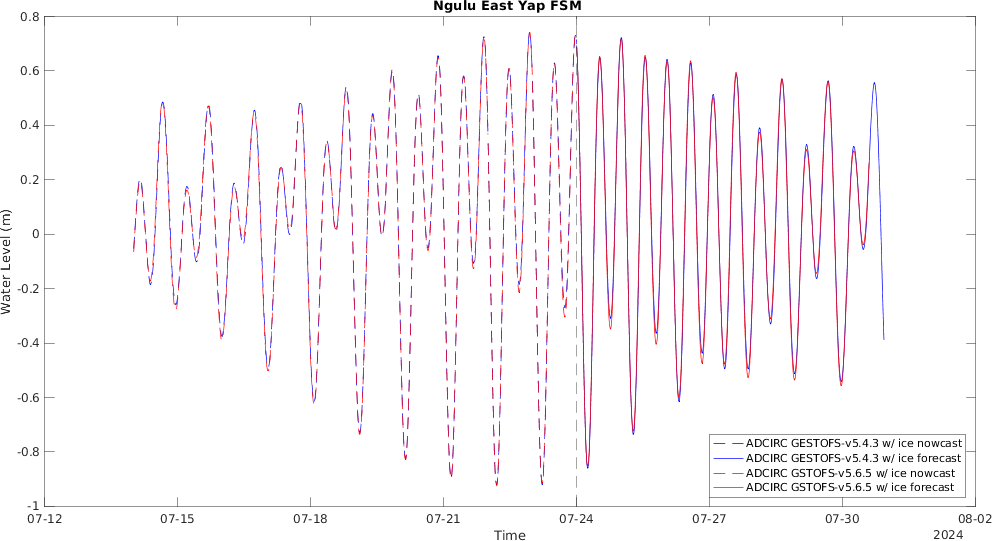 Ngulu East Yap FSM
0.8
0.6
0.4
0.2
0
-0.2
-0.4
-0.6
-0.8
-1
Water Level (m)
ADCIRC GESTOFS-v5.4.3 w/ ice nowcast
ADCIRC GESTOFS-v5.4.3 w/ ice forecast
ADCIRC GSTOFS-v5.6.5 w/ ice nowcast
ADCIRC GSTOFS-v5.6.5 w/ ice forecast
07-12 07-15 07-18 07-21 07-24 07-27 07-30 08-02
Time
2024